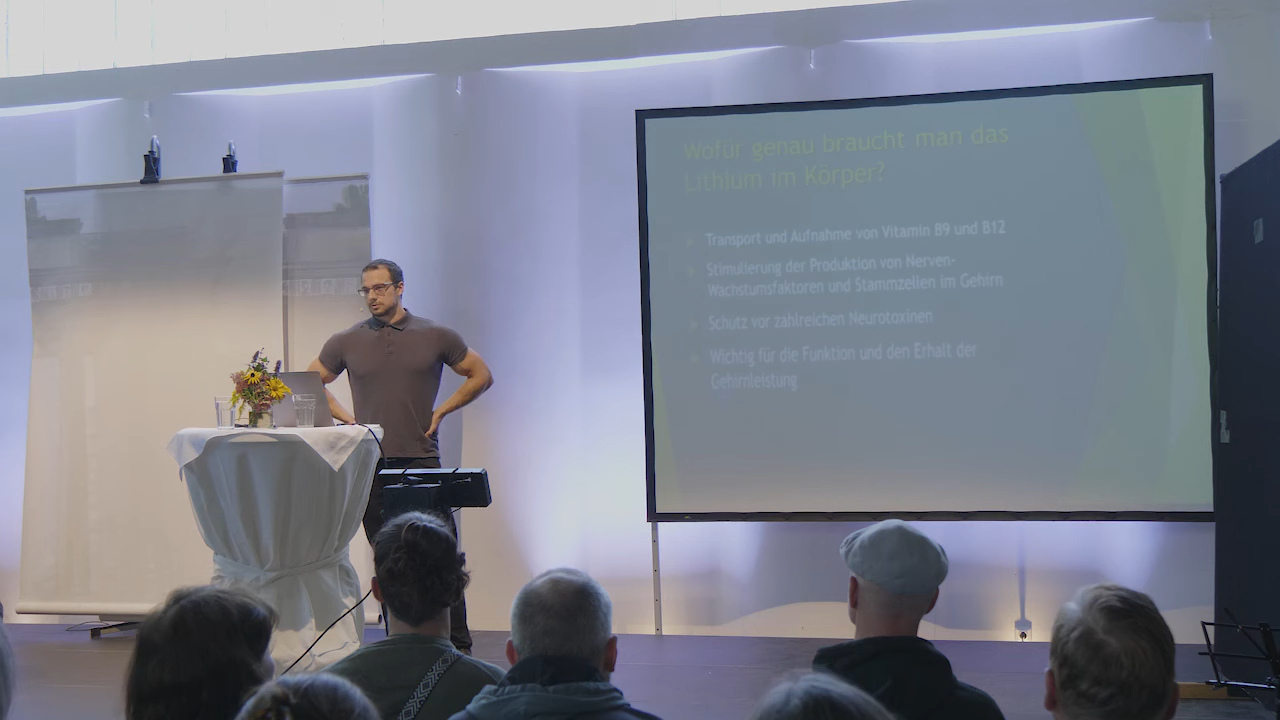 Wofür genau braucht man das
Lithium im Körper?
Transport und Aufnahme von Vitamin B9 und B12
Stimulierung der Produktion von Nerven-
Wachstumsfaktoren und Stammzellen im Gehirn
Schutz vor zahlreichen Neurotoxinen
Wichtig für die Funktion und den Erhalt der
Gehirnleistung